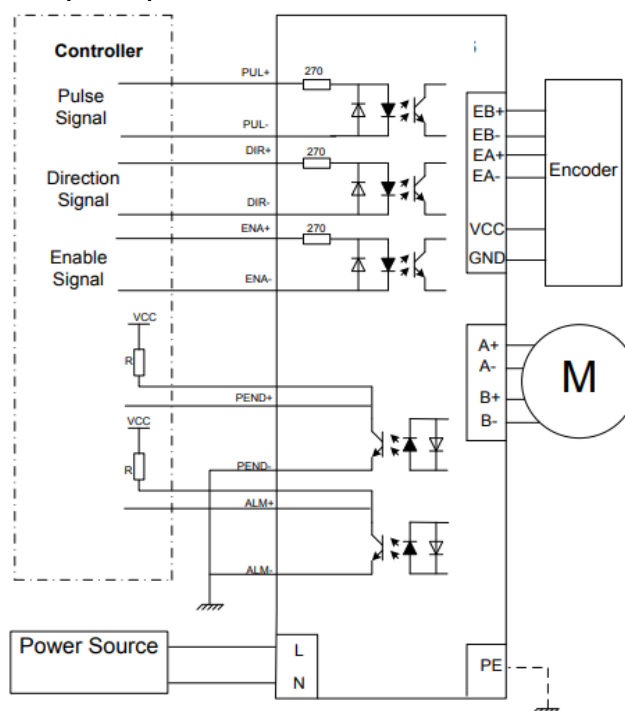 Controller
Pulse
Signal
PUL+
270
PUL-
Direction
Signal
DIR+
270
DIR-
Enable
Signal
ENA+
270
ENA-
EB+
EB-
EA+
EA-
VCC
GND
Encoder
VCC
R
PEND+
VCC
R
PEND-
ALM+
ALM-
A+
A-
B+
B-
M
Power Source
L
N
PE